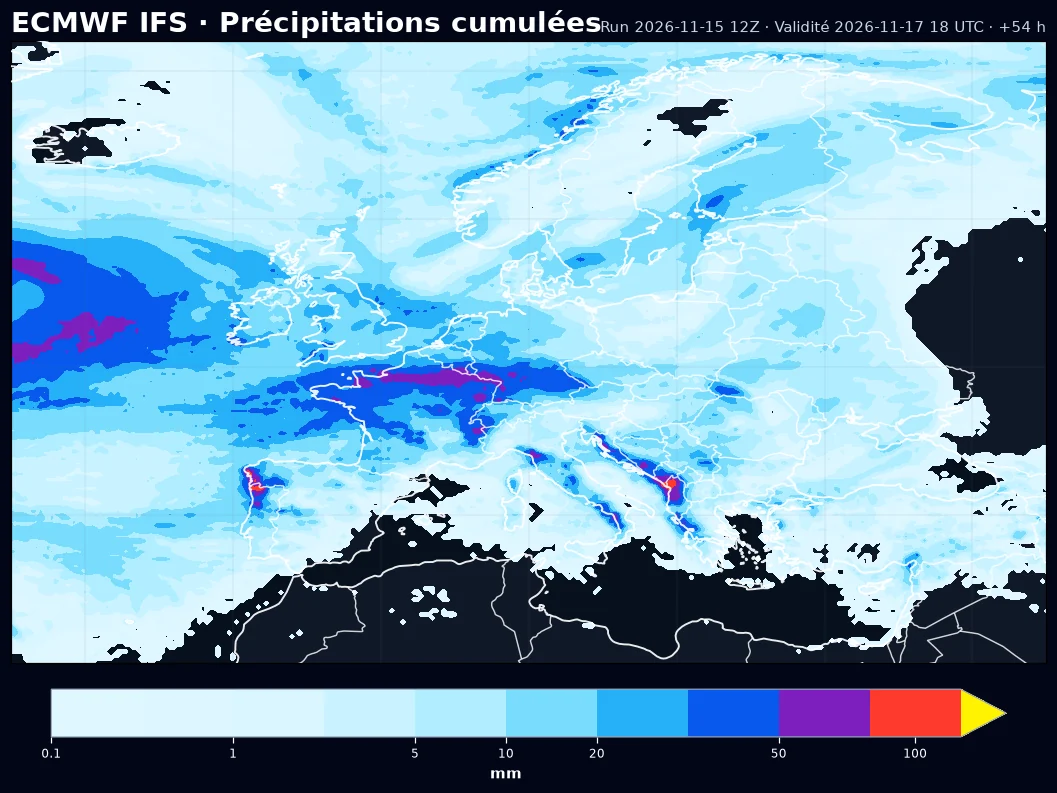 ECMWF IFS · Précipitations cumulées
Run 2026-11-15 12Z · Validité 2026-11-17 18 UTC · +54 h
0.1 1 5 10 20 50 100
mm